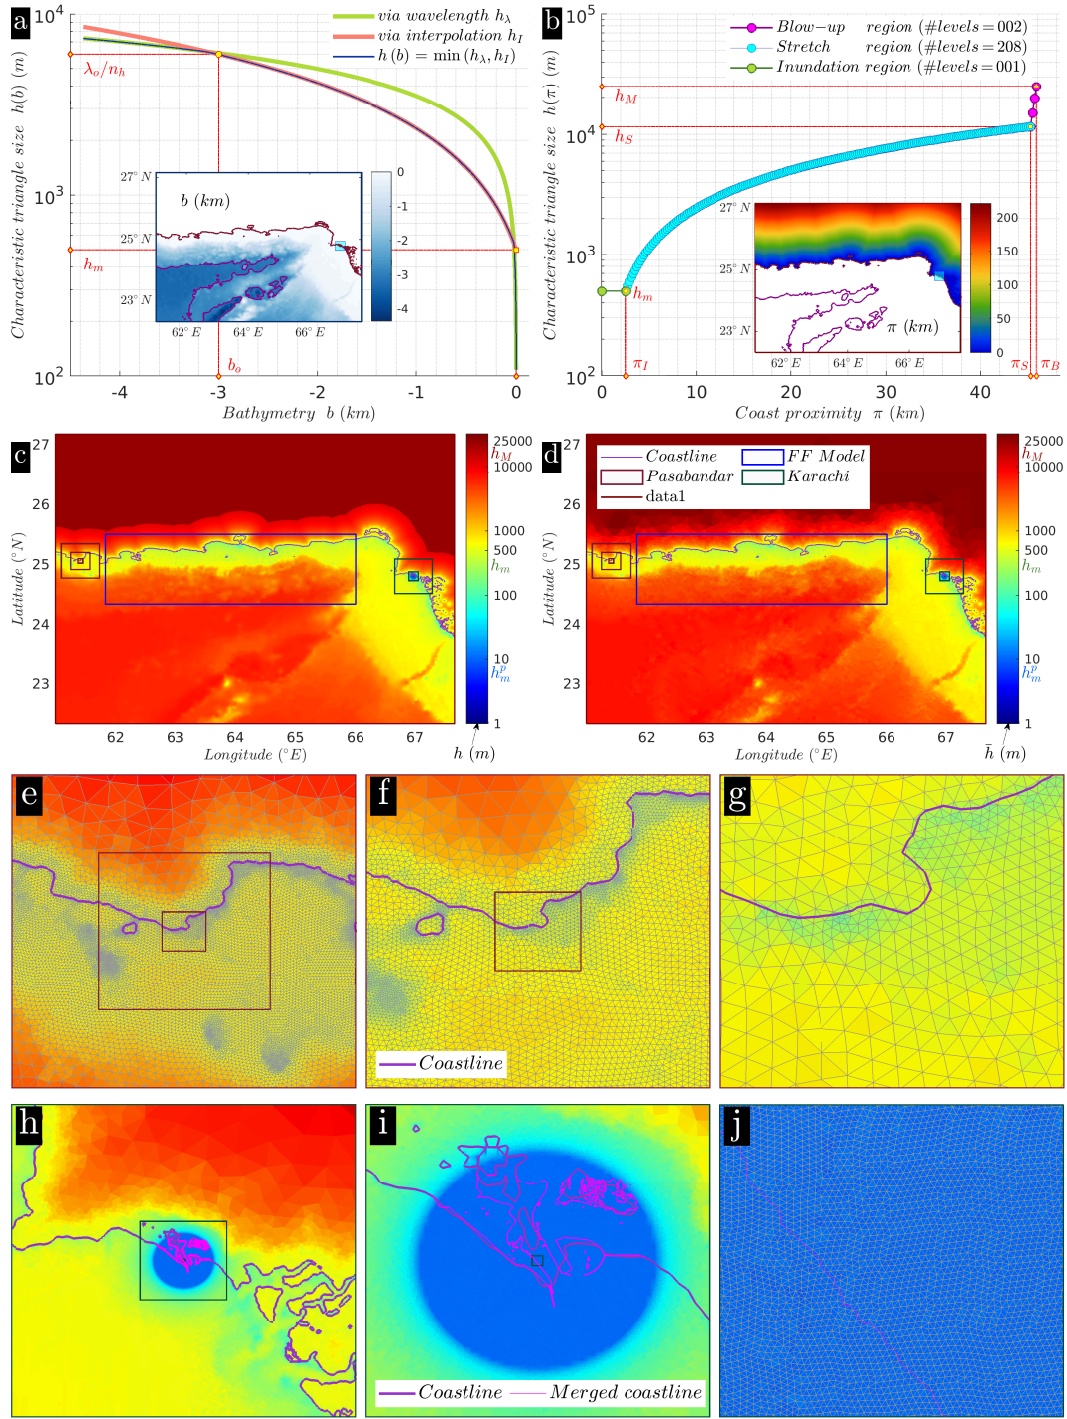 a
10^4
10^3
10^2
Characteristic triangle size h(b) (m)
via wavelength h_λ
via interpolation h_I
h(b) = min(h_λ, h_I)
λ_o/n_h
h_m
b_o
27° N
25° N
23° N
b (km)
62° E 64° E 66° E
0
-1
-2
-3
-4
-4 -3 -2 -1 0
Bathymetry b (km)
b
10^5
10^4
10^3
10^2
Characteristic triangle size h(π) (m)
Blow-up region (#levels=002)
Stretch region (#levels=208)
Inundation region (#levels=001)
h_M
h_S
h_m
π_I
π_S π_B
27° N
25° N
23° N
π (km)
62° E 64° E 66° E
200
150
100
50
0
0 10 20 30 40
Coast proximity π (km)
c
27
26
25
24
23
Latitude (°N)
62 63 64 65 66 67
Longitude (°E)
25000
h_M
10000
1000
500
h_m
100
10
h_m^p
1
h (m)
d
Coastline FF Model
Pasabandar Karachi
data1
27
26
25
24
23
Latitude (°N)
62 63 64 65 66 67
Longitude (°E)
25000
h_M
10000
1000
500
h_m
100
10
h_m^p
1
h̄ (m)
e
f
Coastline
g
h
i
Coastline Merged coastline
j